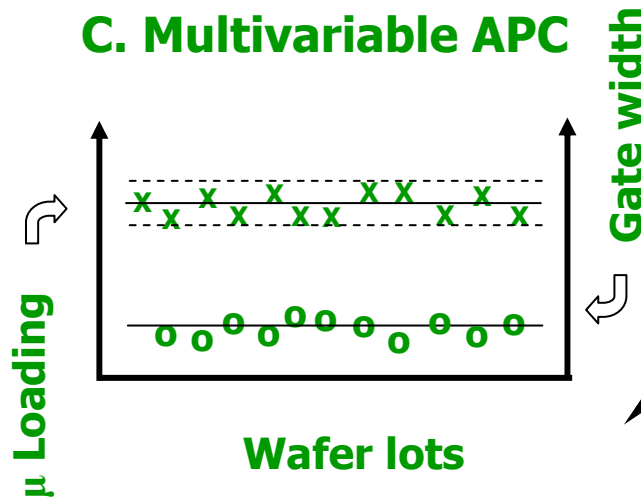 C. Multivariable APC
Gate width
x x x x x x x x x x x x
o o o o o o o o o o o o
µ Loading
Wafer lots